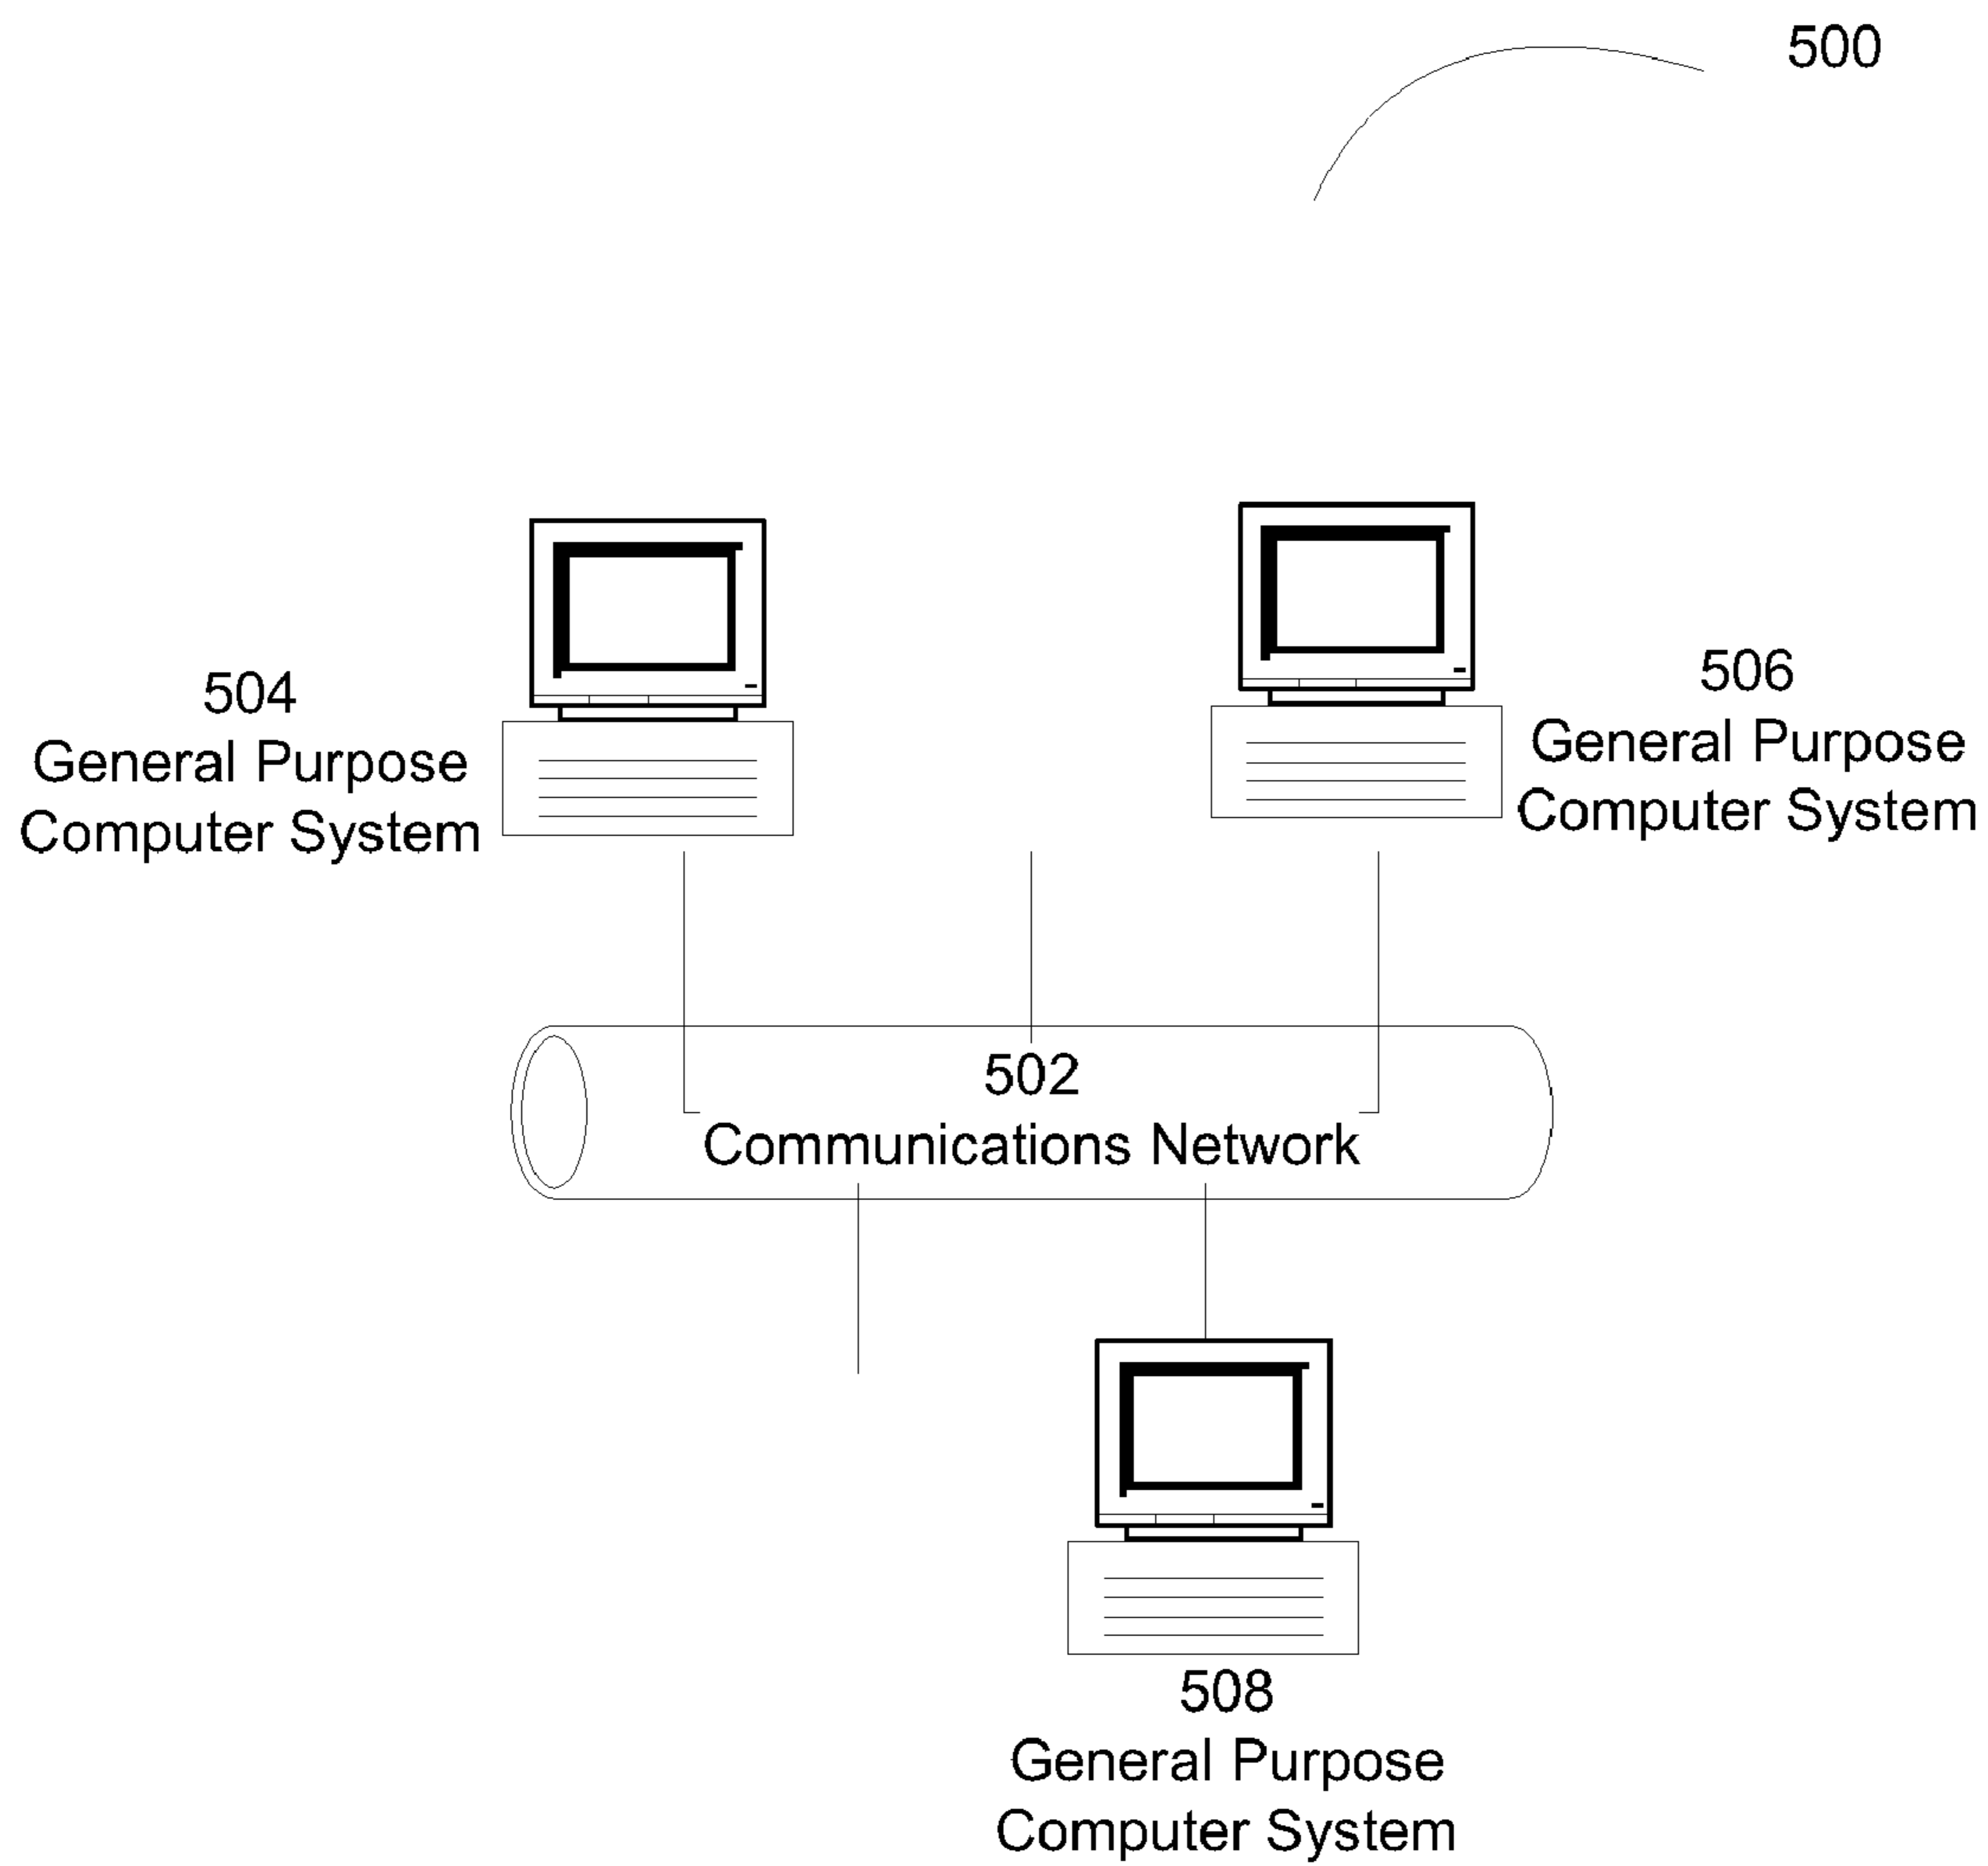 500
504
General Purpose
Computer System
506
General Purpose
Computer System
502
Communications Network
508
General Purpose
Computer System